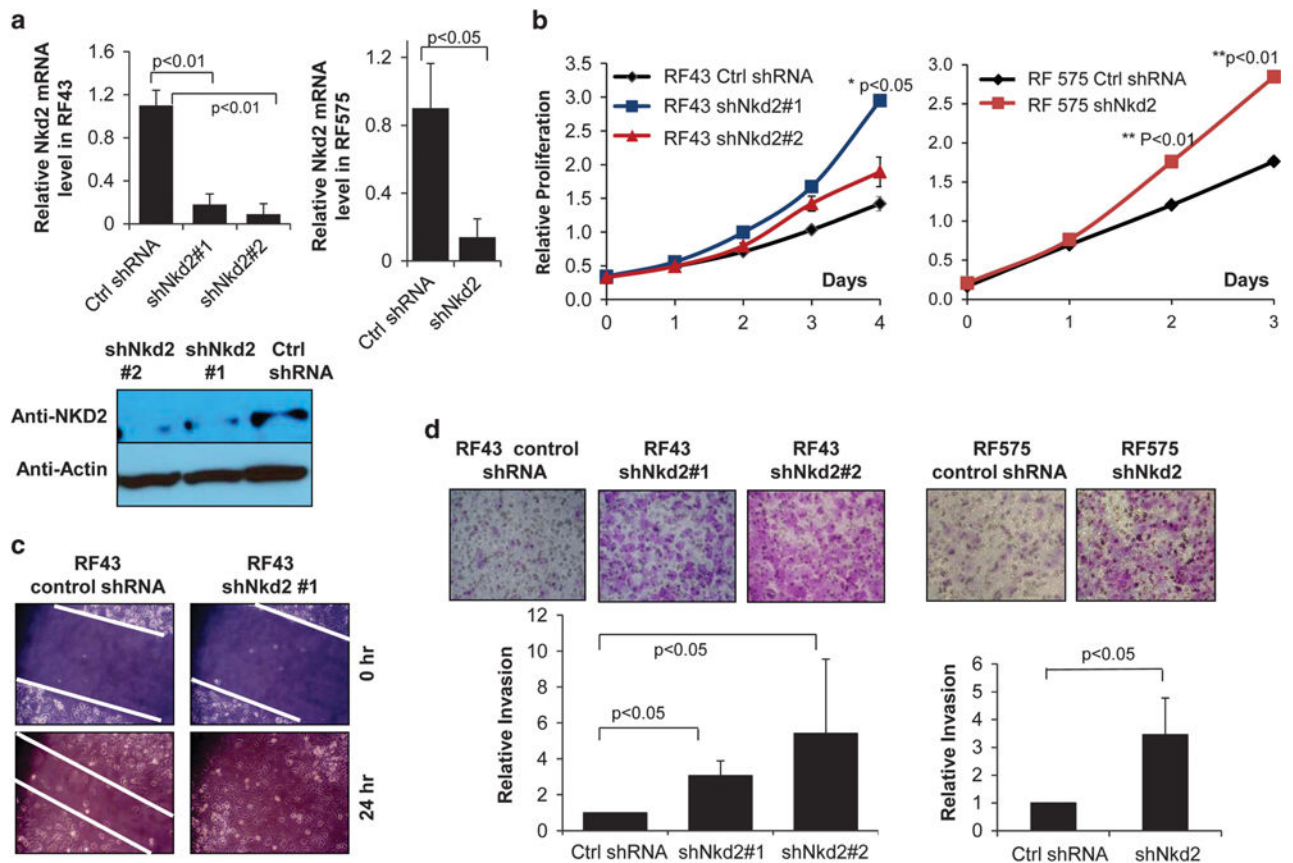 a
Relative Nkd2 mRNA
level in RF43
1.6
1.2
0.8
0.4
0
p<0.01
p<0.01
Ctrl shRNA
shNkd2#1
shNkd2#2
Relative Nkd2 mRNA
level in RF575
1.2
0.8
0.4
0
p<0.05
Ctrl shRNA
shNkd2
shNkd2 #2
shNkd2 #1
Ctrl shRNA
Anti-NKD2
Anti-Actin
b
Relative Proliferation
3.5
3.0
2.5
2.0
1.5
1.0
0.5
0.0
RF43 Ctrl shRNA
RF43 shNkd2#1
RF43 shNkd2#2
* p<0.05
Days
0 1 2 3 4
3.0
2.5
2.0
1.5
1.0
0.5
0.0
RF 575 Ctrl shRNA
RF 575 shNkd2
**p<0.01
** P<0.01
Days
0 1 2 3
c
RF43
control shRNA
RF43
shNkd2 #1
0 hr
24 hr
d
RF43 control
shRNA
RF43
shNkd2#1
RF43
shNkd2#2
RF575
control shRNA
RF575
shNkd2
Relative Invasion
12
10
8
6
4
2
0
p<0.05
p<0.05
Ctrl shRNA shNkd2#1 shNkd2#2
Relative Invasion
6
5
4
3
2
1
0
p<0.05
Ctrl shRNA shNkd2